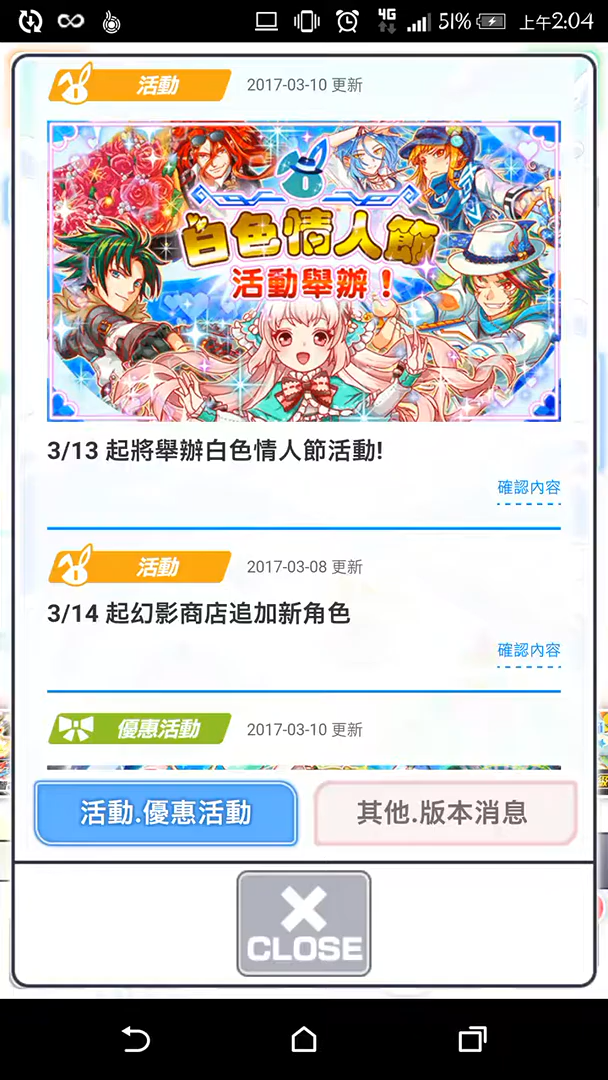 4G 51% 上午2:04
活動 2017-03-10 更新
白色情人節
活動舉辦！
3/13 起將舉辦白色情人節活動!
確認內容
活動 2017-03-08 更新
3/14 起幻影商店追加新角色
確認內容
優惠活動 2017-03-10 更新
活動.優惠活動 其他.版本消息
CLOSE